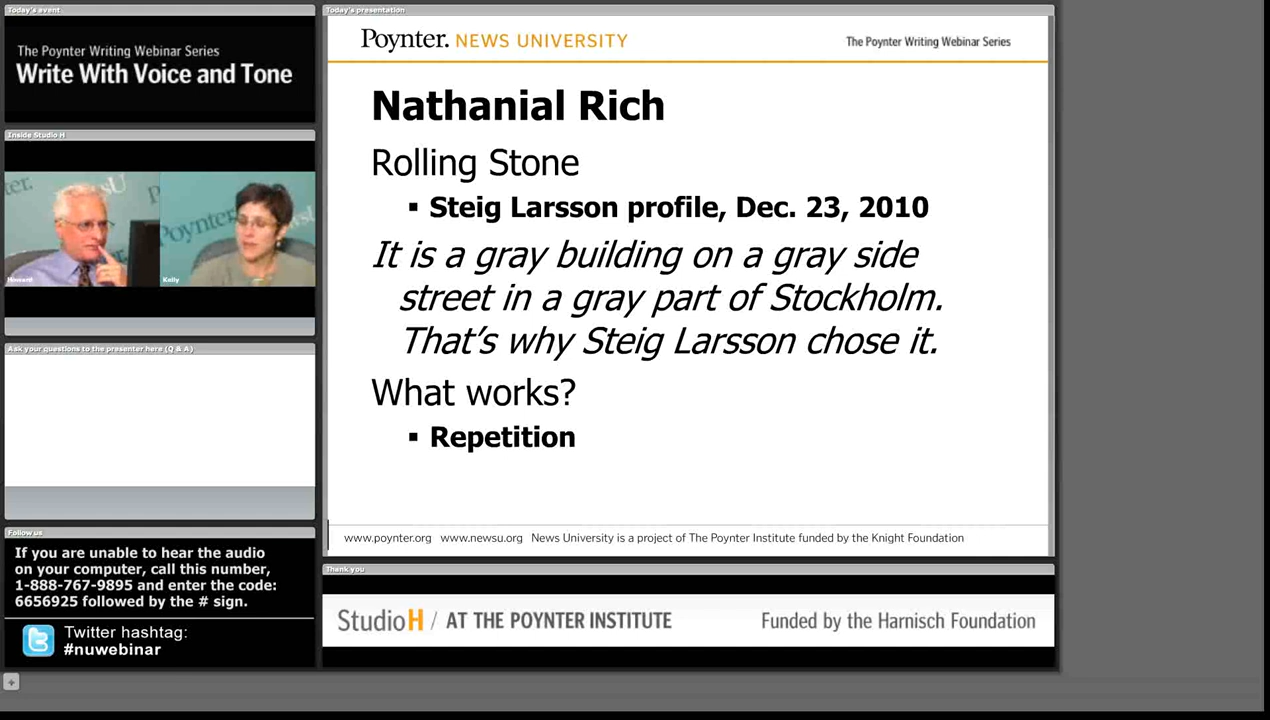 Today's event
The Poynter Writing Webinar Series
Write With Voice and Tone
Inside Studio H
Poynter.
Howard
Kelly
Ask your questions to the presenter here (Q & A)
Follow us
If you are unable to hear the audio
on your computer, call this number,
1-888-767-9895 and enter the code:
6656925 followed by the # sign.
Twitter hashtag:
#nuwebinar
Today's presentation
Poynter. NEWS UNIVERSITY
The Poynter Writing Webinar Series
Nathanial Rich
Rolling Stone
▪ Steig Larsson profile, Dec. 23, 2010
It is a gray building on a gray side
street in a gray part of Stockholm.
That's why Steig Larsson chose it.
What works?
▪ Repetition
www.poynter.org www.newsu.org News University is a project of The Poynter Institute funded by the Knight Foundation
Thank you
StudioH / AT THE POYNTER INSTITUTE
Funded by the Harnisch Foundation